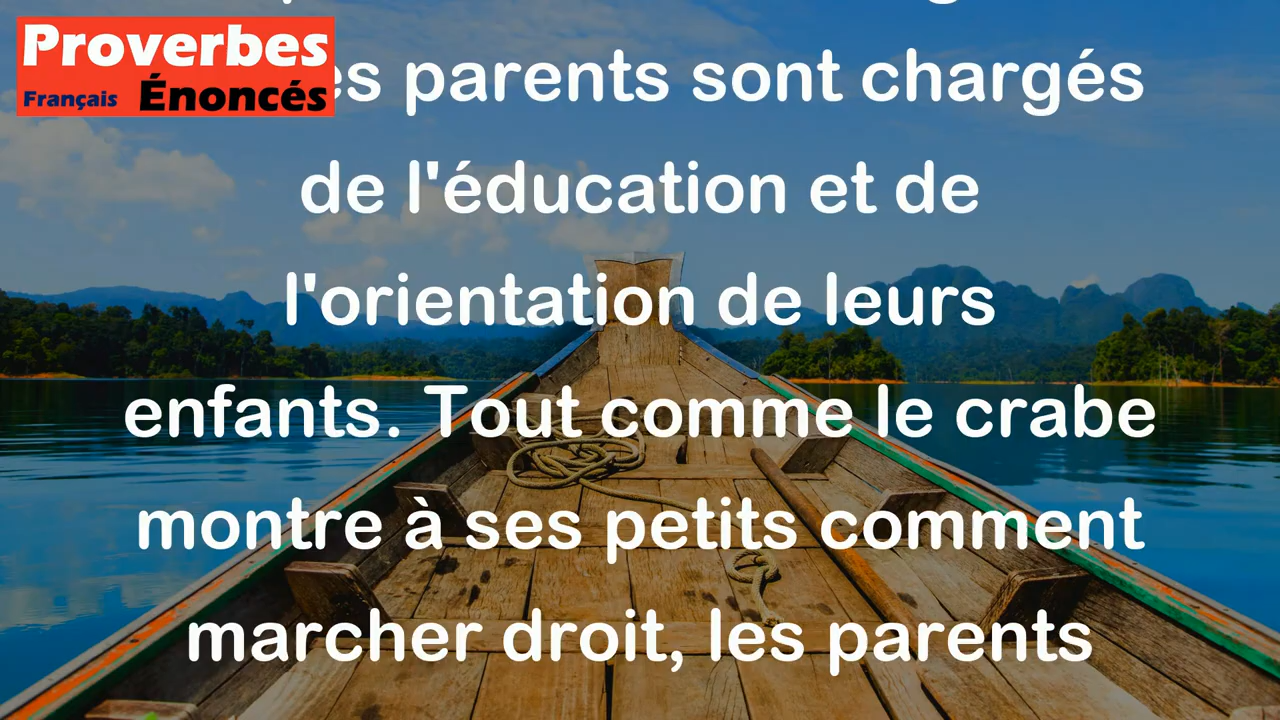 Proverbes
Français Énoncés
es parents sont chargés
de l'éducation et de
l'orientation de leurs
enfants. Tout comme le crabe
montre à ses petits comment
marcher droit, les parents